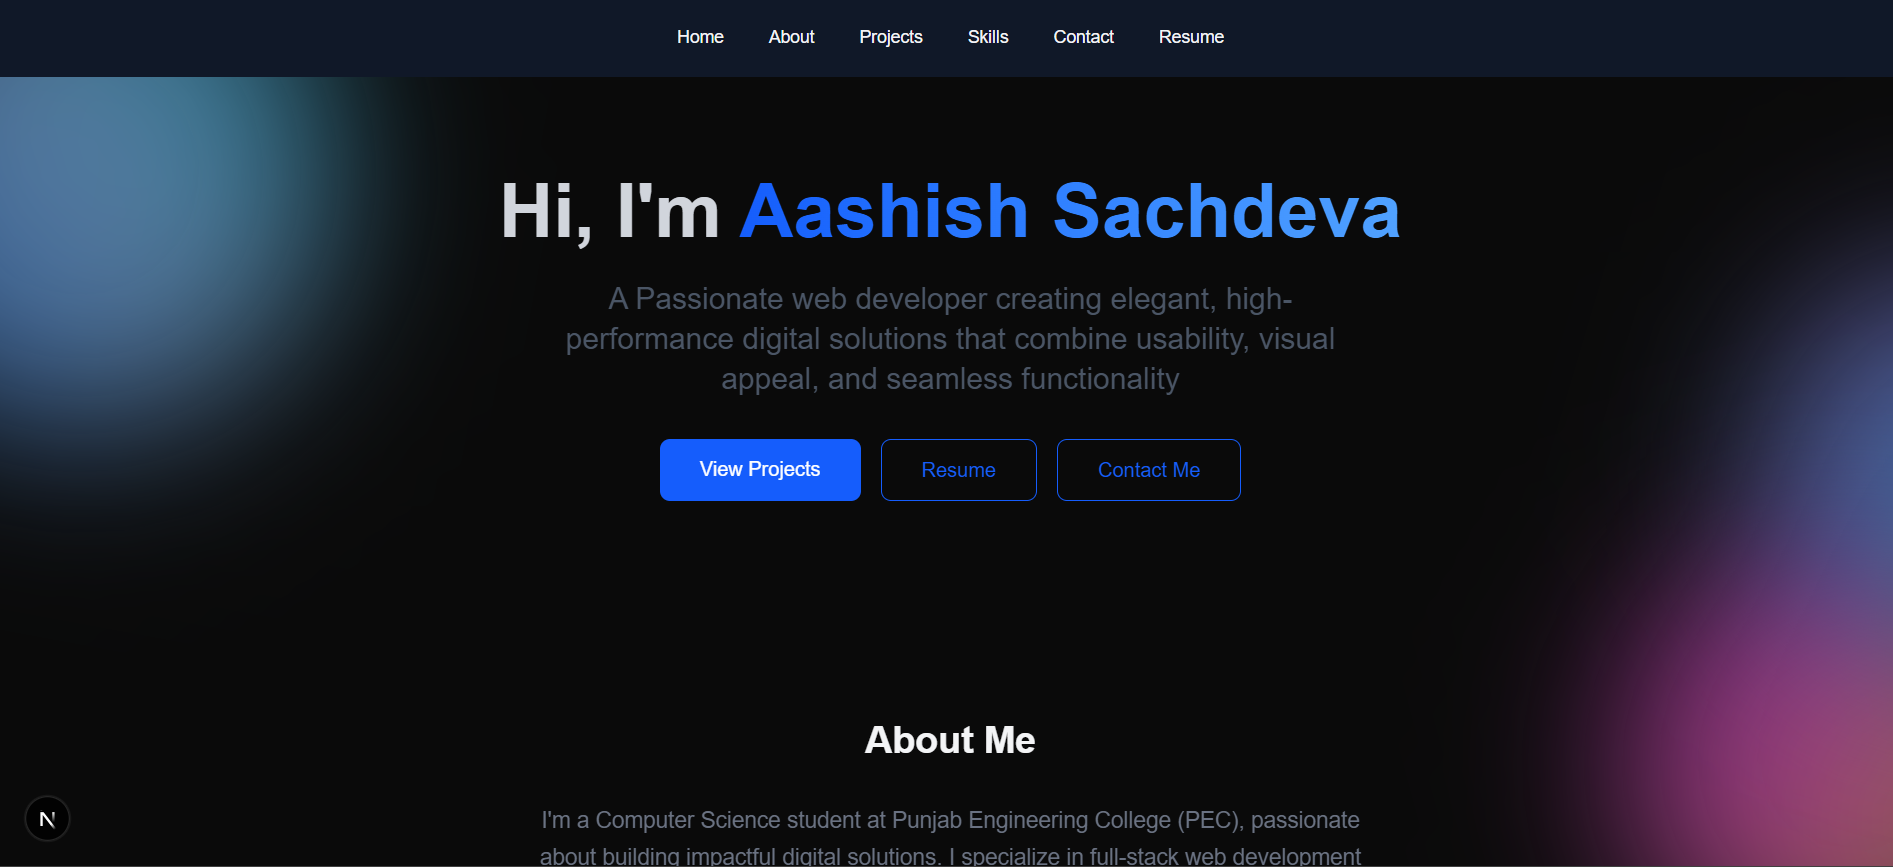 Home About Projects Skills Contact Resume
Hi, I'm Aashish Sachdeva
A Passionate web developer creating elegant, high-
performance digital solutions that combine usability, visual
appeal, and seamless functionality
View Projects Resume Contact Me
About Me
I'm a Computer Science student at Punjab Engineering College (PEC), passionate
about building impactful digital solutions. I specialize in full-stack web development
N